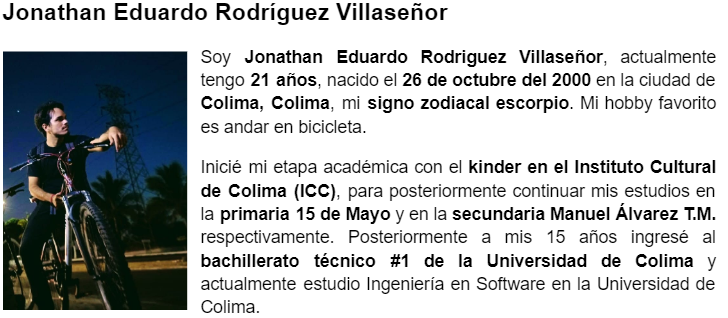 Jonathan Eduardo Rodríguez Villaseñor
Soy Jonathan Eduardo Rodriguez Villaseñor, actualmente
tengo 21 años, nacido el 26 de octubre del 2000 en la ciudad de
Colima, Colima, mi signo zodiacal escorpio. Mi hobby favorito
es andar en bicicleta.
Inicié mi etapa académica con el kinder en el Instituto Cultural
de Colima (ICC), para posteriormente continuar mis estudios en
la primaria 15 de Mayo y en la secundaria Manuel Álvarez T.M.
respectivamente. Posteriormente a mis 15 años ingresé al
bachillerato técnico #1 de la Universidad de Colima y
actualmente estudio Ingeniería en Software en la Universidad de
Colima.